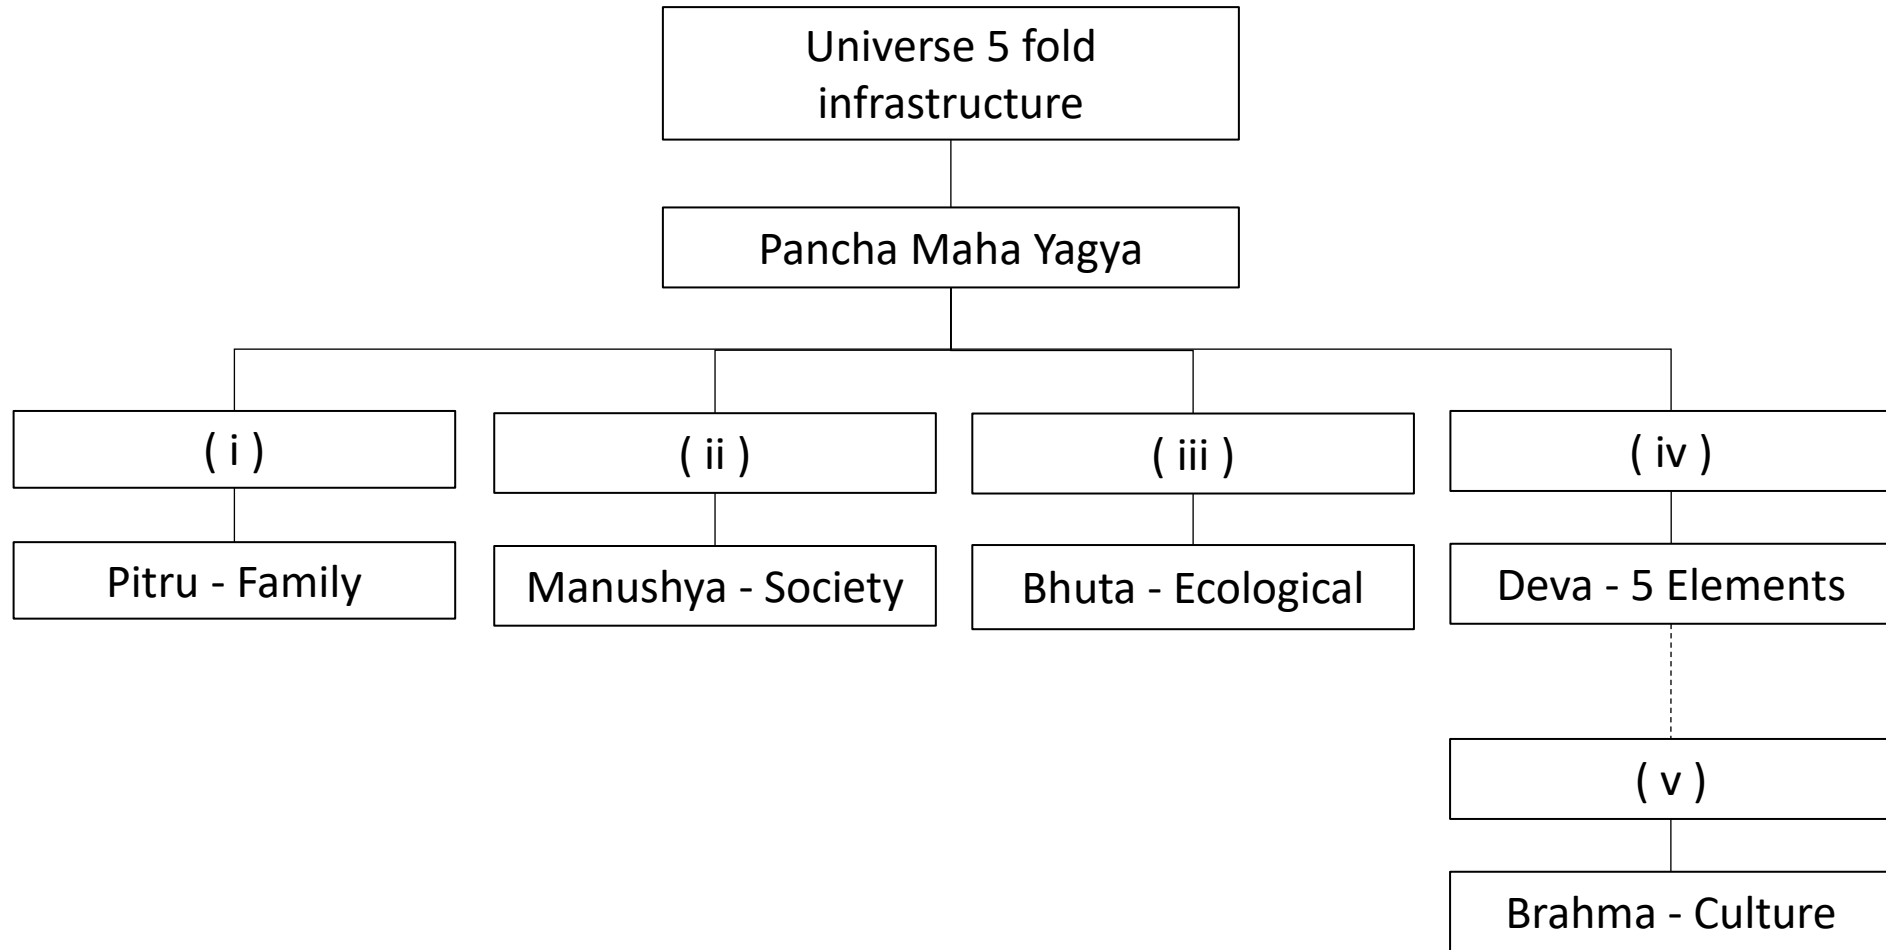 Universe 5 fold
infrastructure
Pancha Maha Yagya
( i )
( ii )
( iii )
( iv )
Pitru - Family
Manushya - Society
Bhuta - Ecological
Deva - 5 Elements
( v )
Brahma - Culture